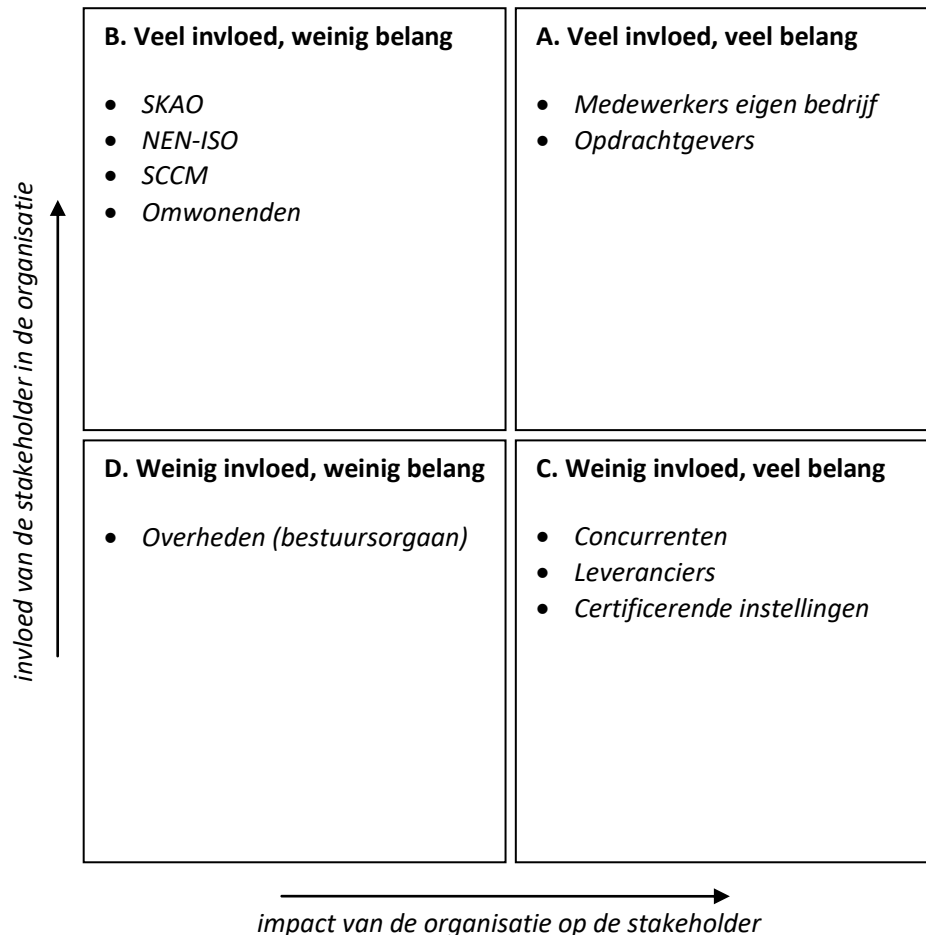 B. Veel invloed, weinig belang
• SKAO
• NEN-ISO
• SCCM
• Omwonenden
A. Veel invloed, veel belang
• Medewerkers eigen bedrijf
• Opdrachtgevers
D. Weinig invloed, weinig belang
• Overheden (bestuursorgaan)
C. Weinig invloed, veel belang
• Concurrenten
• Leveranciers
• Certificerende instellingen
invloed van de stakeholder in de organisatie
impact van de organisatie op de stakeholder